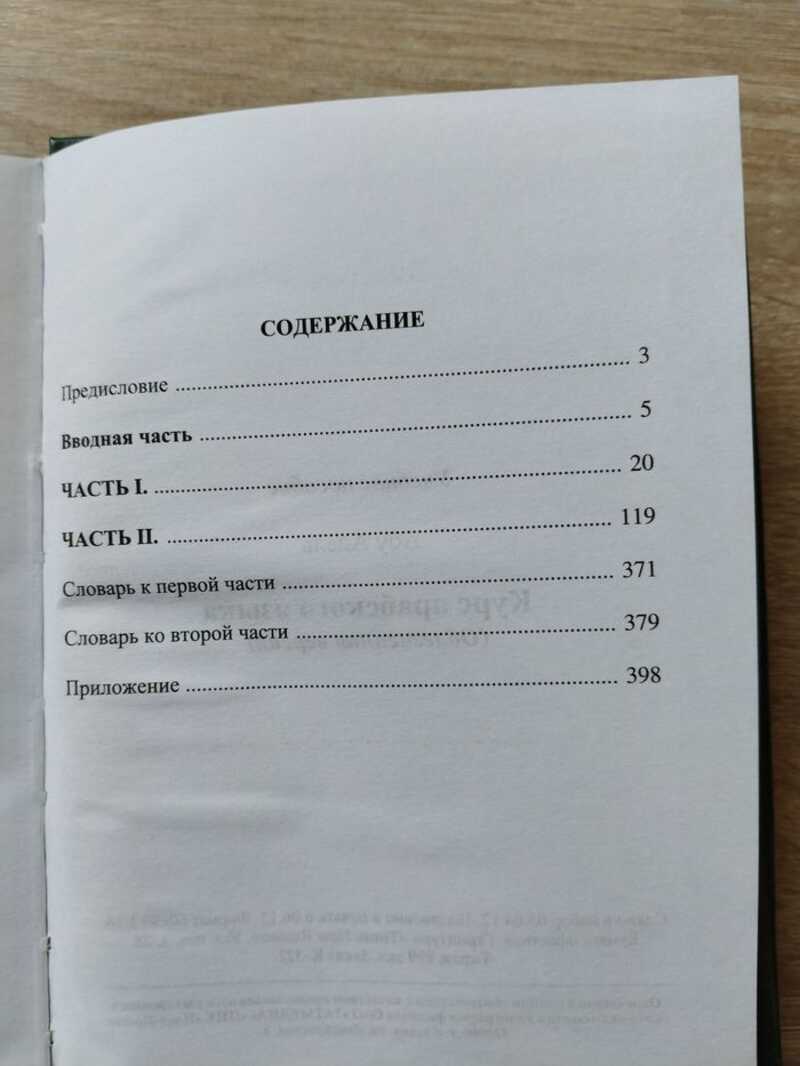 СОДЕРЖАНИЕ
Предисловие ........ 3
Вводная часть ........ 5
ЧАСТЬ I. ........ 20
ЧАСТЬ II. ........ 119
Словарь к первой части ........ 371
Словарь ко второй части ........ 379
Приложение ........ 398